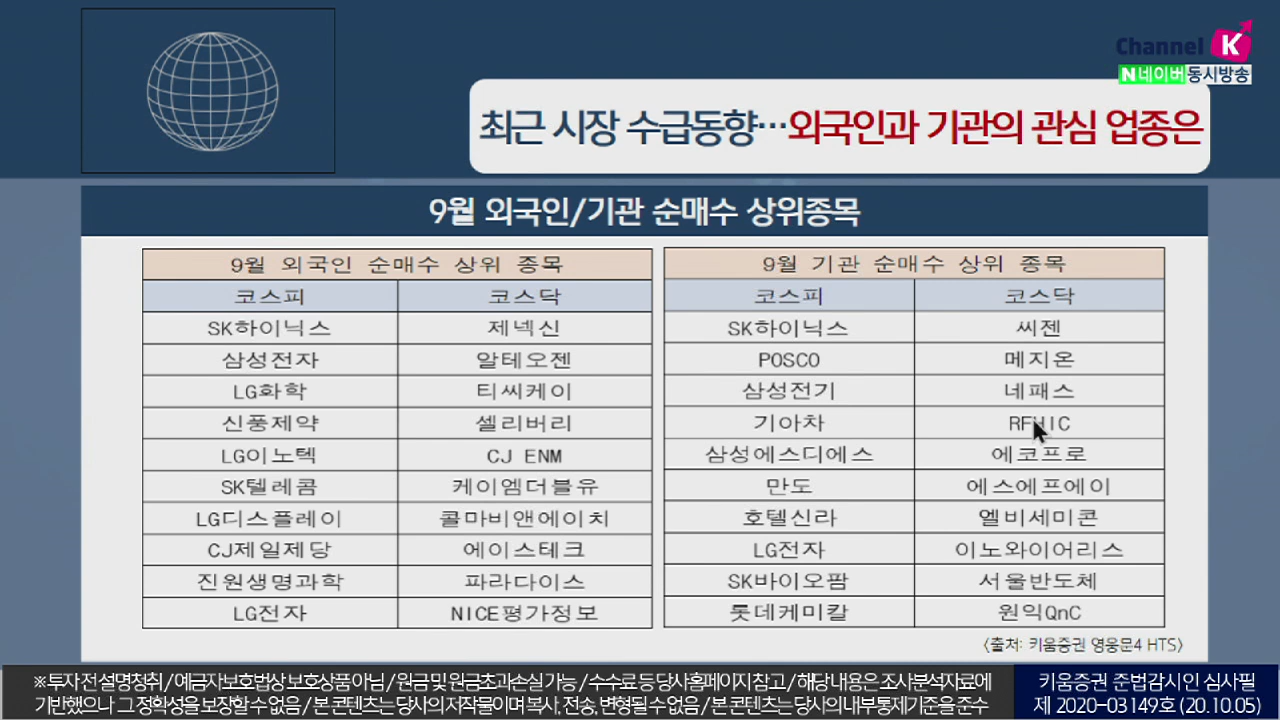 Channel K
N 네이버 동시방송
최근 시장 수급동향…외국인과 기관의 관심 업종은
9월 외국인/기관 순매수 상위종목
9월 외국인 순매수 상위 종목
코스피 코스닥
SK하이닉스 제넥신
삼성전자 알테오젠
LG화학 티씨케이
신풍제약 셀리버리
LG이노텍 CJ ENM
SK텔레콤 케이엠더블유
LG디스플레이 콜마비앤에이치
CJ제일제당 에이스테크
진원생명과학 파라다이스
LG전자 NICE평가정보
9월 기관 순매수 상위 종목
코스피 코스닥
SK하이닉스 씨젠
POSCO 메지온
삼성전기 네패스
기아차 RFHIC
삼성에스디에스 에코프로
만도 에스에프에이
호텔신라 엘비세미콘
LG전자 이노와이어리스
SK바이오팜 서울반도체
롯데케미칼 원익QnC
<출처: 키움증권 영웅문4 HTS>
※ 투자 전 설명청취 / 예금자보호법상 보호상품 아님 / 원금 및 원금초과손실 가능 / 수수료 등 당사홈페이지 참고 / 해당 내용은 조사분석자료에
기반했으나 그 정확성을 보장할 수 없음 / 본 콘텐츠는 당사의 저작물이며 복사, 전송, 변형될 수 없음 / 본 콘텐츠는 당사의 내부통제기준을 준수
키움증권 준법감시인 심사필
제 2020-03149호 (20.10.05)